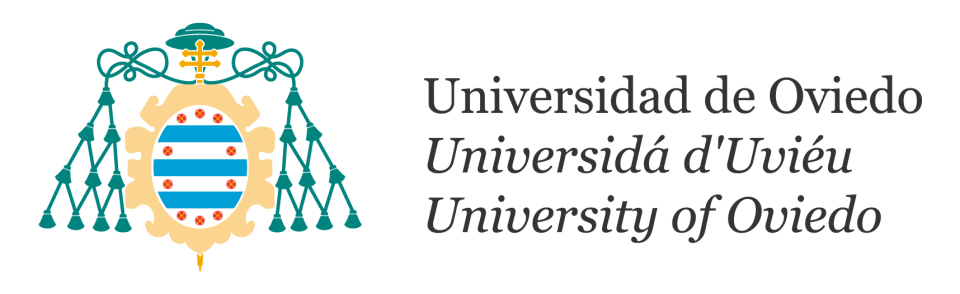 Universidad de Oviedo
Universidá d'Uviéu
University of Oviedo